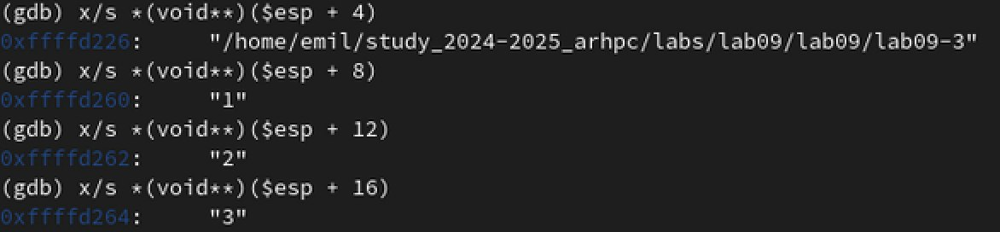 (gdb) x/s *(void**)($esp + 4)
0xffffd226:     "/home/emil/study_2024-2025_arhpc/labs/lab09/lab09/lab09-3"
(gdb) x/s *(void**)($esp + 8)
0xffffd260:     "1"
(gdb) x/s *(void**)($esp + 12)
0xffffd262:     "2"
(gdb) x/s *(void**)($esp + 16)
0xffffd264:     "3"